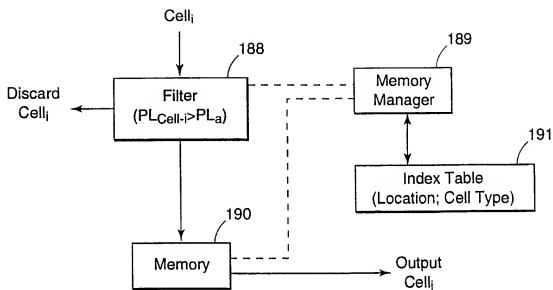 Cell_i
188
Filter
(PL_Cell-i>PL_a)
Discard
Cell_i
189
Memory
Manager
191
Index Table
(Location; Cell Type)
190
Memory
Output
Cell_i